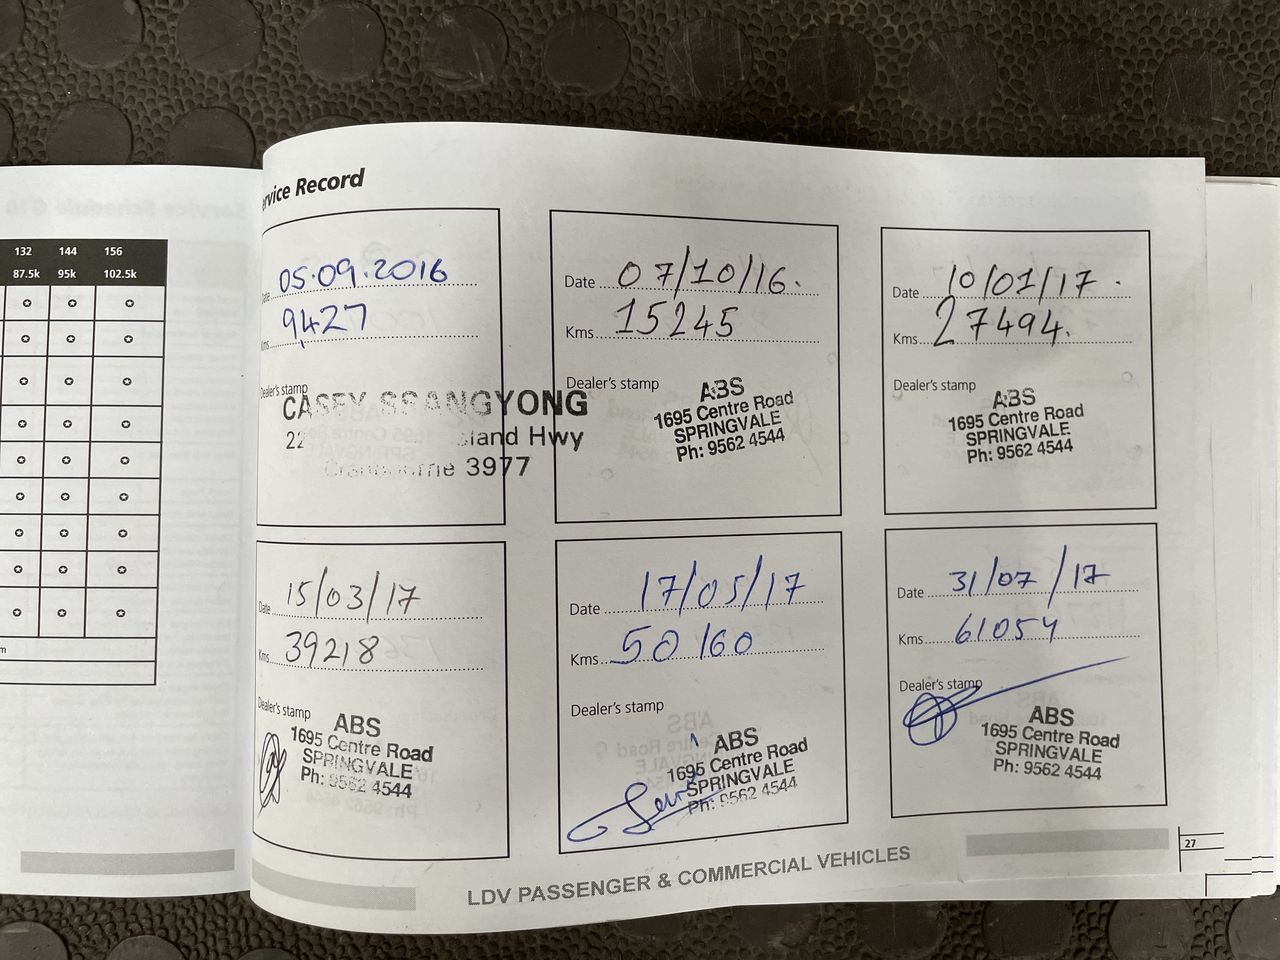 132 144 156
87.5k 95k 102.5k
rvice Record
Date 05.09.2016
Kms 9427
Dealer's stamp
CASEY SSANGYONG
22 land Hwy
Cranbourne 3977
Date 07/10/16.
Kms 15245
Dealer's stamp
ABS
1695 Centre Road
SPRINGVALE
Ph: 9562 4544
Date 10/01/17.
Kms 27494.
Dealer's stamp
ABS
1695 Centre Road
SPRINGVALE
Ph: 9562 4544
Date 15/03/17
Kms 39218
Dealer's stamp
ABS
1695 Centre Road
SPRINGVALE
Ph: 9562 4544
Date 17/05/17
Kms 50160
Dealer's stamp
ABS
1695 Centre Road
SPRINGVALE
Ph: 9562 4544
Date 31/07/17
Kms 61054
Dealer's stamp
ABS
1695 Centre Road
SPRINGVALE
Ph: 9562 4544
LDV PASSENGER & COMMERCIAL VEHICLES
27